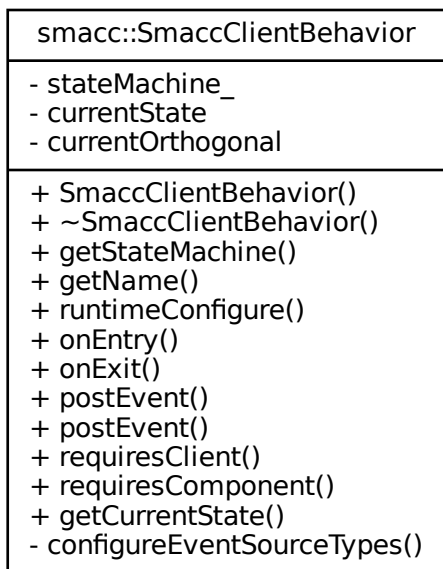 smacc::SmaccClientBehavior
- stateMachine_
- currentState
- currentOrthogonal
+ SmaccClientBehavior()
+ ~SmaccClientBehavior()
+ getStateMachine()
+ getName()
+ runtimeConfigure()
+ onEntry()
+ onExit()
+ postEvent()
+ postEvent()
+ requiresClient()
+ requiresComponent()
+ getCurrentState()
- configureEventSourceTypes()